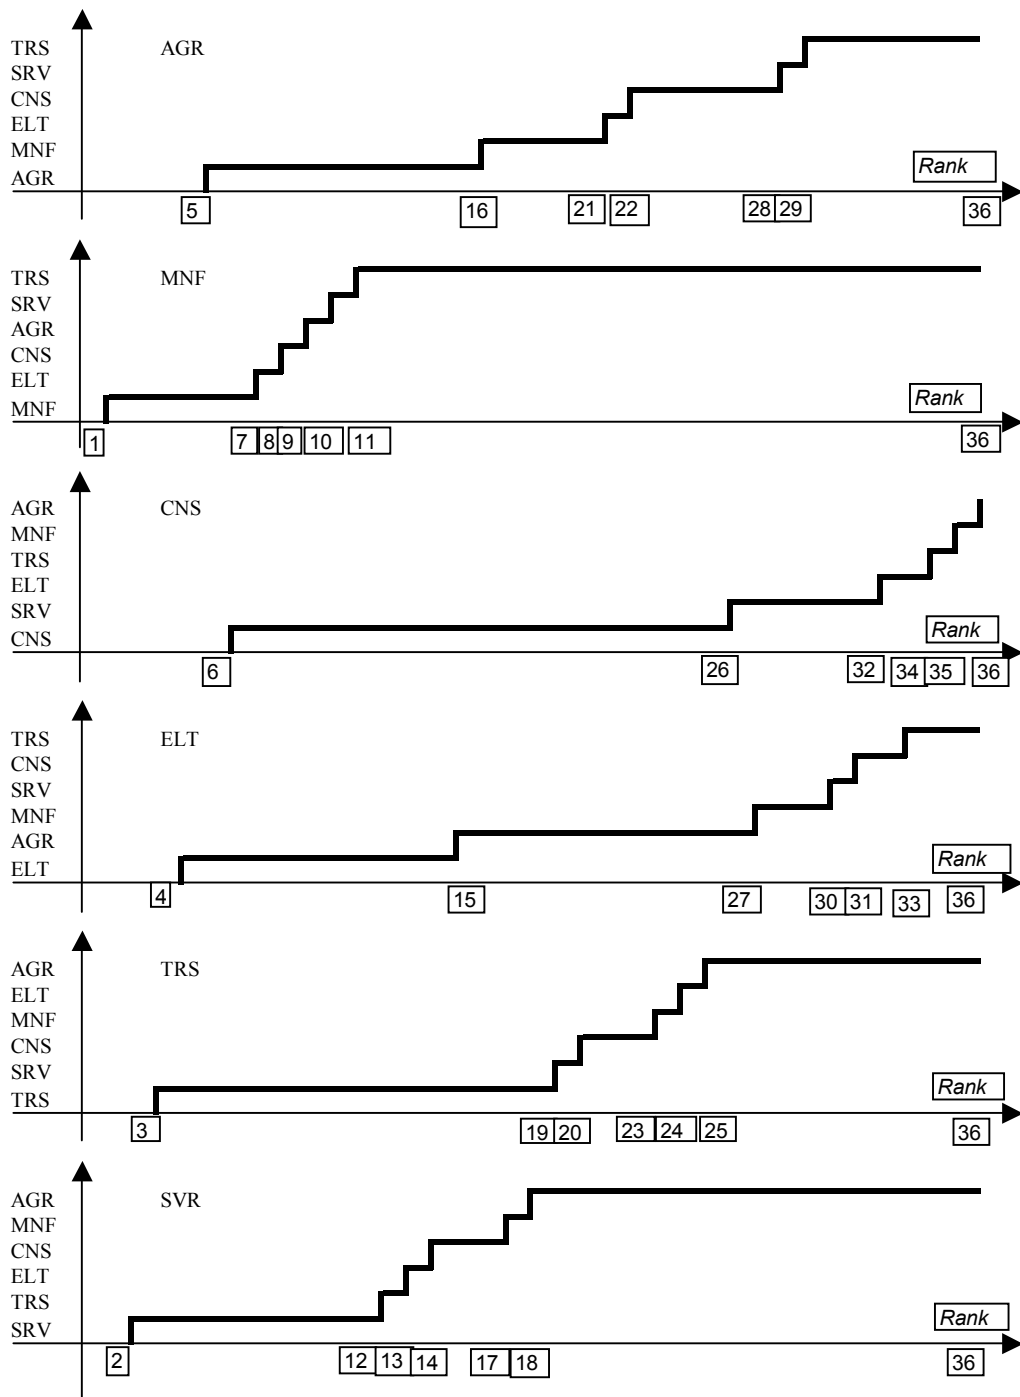 TRS AGR
SRV
CNS
ELT
MNF
AGR Rank
5 16 21 22 28 29 36
TRS MNF
SRV
AGR
CNS
ELT
MNF Rank
1 7 8 9 10 11 36
AGR CNS
MNF
TRS
ELT
SRV
CNS Rank
6 26 32 34 35 36
TRS ELT
CNS
SRV
MNF
AGR
ELT Rank
4 15 27 30 31 33 36
AGR TRS
ELT
MNF
CNS
SRV
TRS Rank
3 19 20 23 24 25 36
AGR SVR
MNF
CNS
ELT
TRS
SRV Rank
2 12 13 14 17 18 36